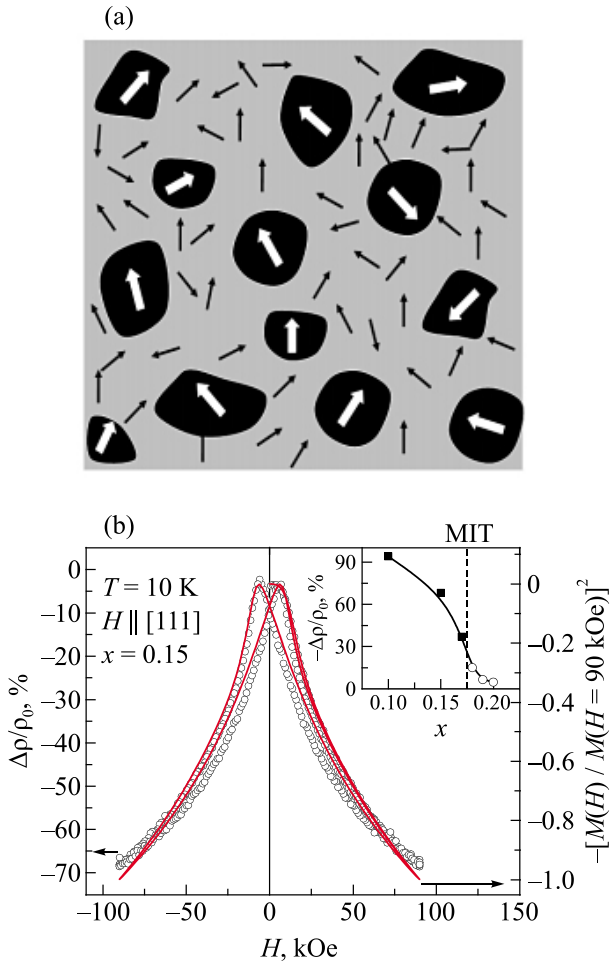 (a)
(b)
MIT
0
–10
–20
–30
–40
–50
–60
–70
Δρ/ρ₀, %
T = 10 K
H || [111]
x = 0.15
90
60
30
0
–Δρ/ρ₀, %
0.10 0.15 0.20
x
0
–0.2
–0.4
–0.6
–0.8
–1.0
–[M(H) / M(H = 90 kOe)]²
–100 –50 0 50 100 150
H, kOe